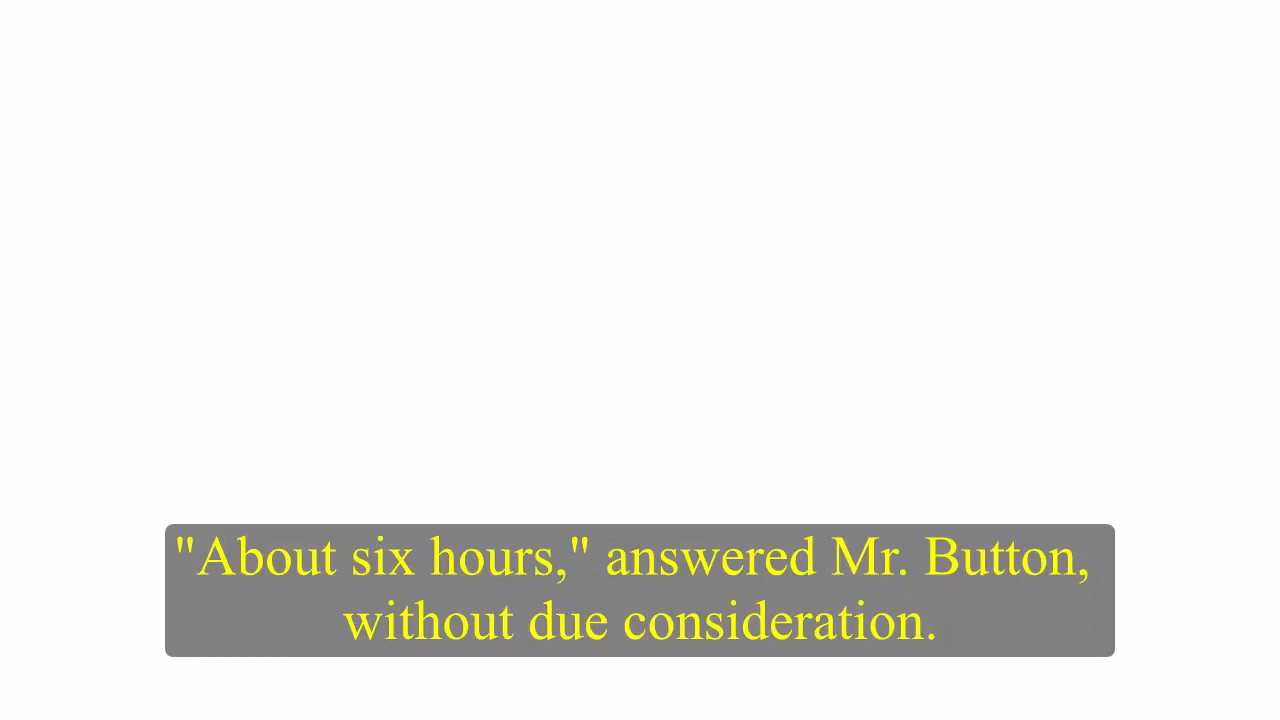 "About six hours," answered Mr. Button,
without due consideration.